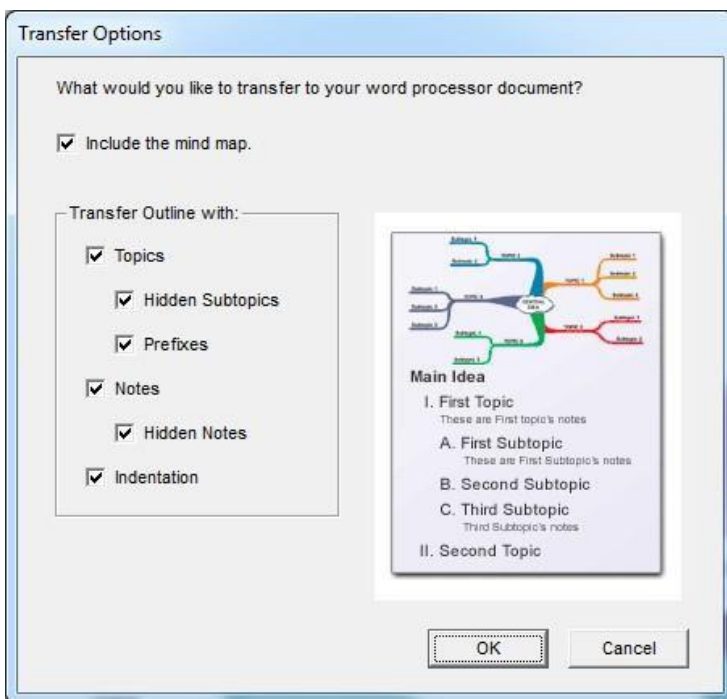 Transfer Options
What would you like to transfer to your word processor document?
Include the mind map.
Transfer Outline with:
Topics
Hidden Subtopics
Prefixes
Notes
Hidden Notes
Indentation
CENTRAL
IDEA
Main Idea
I. First Topic
These are First topic's notes
A. First Subtopic
These are First Subtopic's notes
B. Second Subtopic
C. Third Subtopic
Third Subtopic's notes
II. Second Topic
OK
Cancel